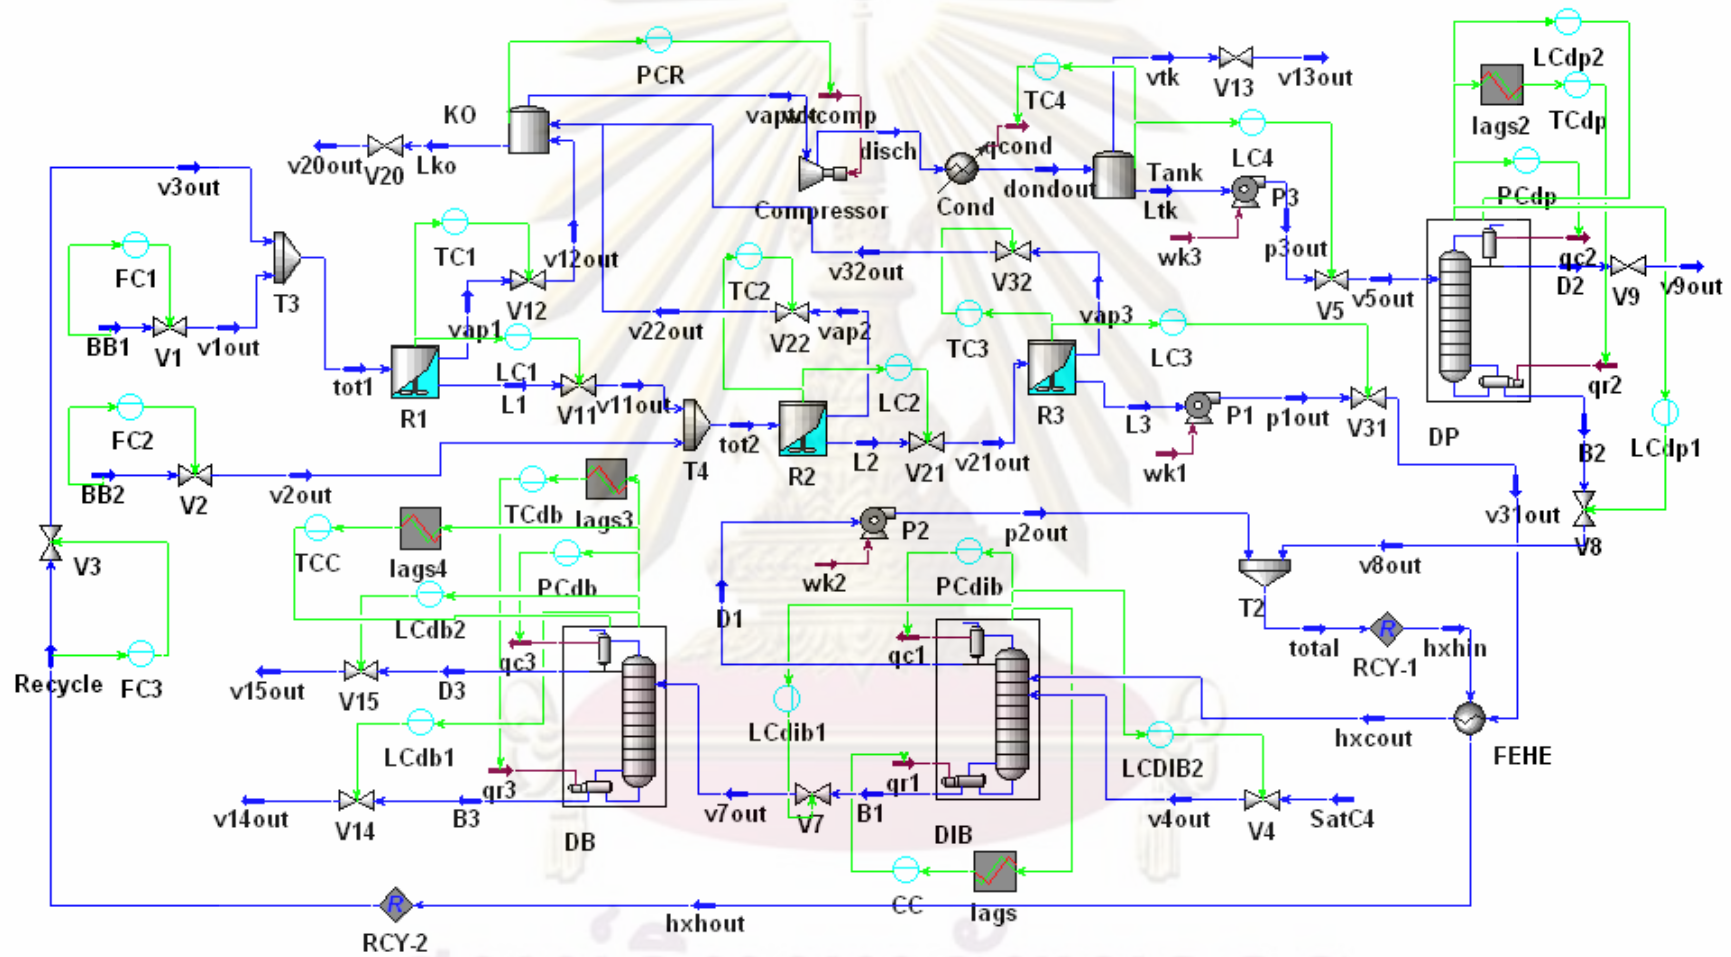 LCdp2
PCR
TC4
vtk
V13
v13out
lags2
TCdp
KO
vaptot
wkcomp
disch
qcond
LC4
PCdp
v20out
V20
Lko
Compressor
Cond
dondout
Tank
Ltk
P3
v3out
wk3
p3out
FC1
T3
TC1
v12out
TC2
v32out
V32
qc2
D2
V9
v9out
BB1
V1
v1out
vap1
V12
v22out
V22
vap2
TC3
vap3
LC3
V5
v5out
tot1
R1
LC1
L1
V11
v11out
LC2
R3
L3
P1
p1out
V31
qr2
FC2
BB2
V2
v2out
T4
tot2
R2
L2
V21
v21out
wk1
DP
B2
LCdp1
TCdb
lags3
P2
p2out
v31out
V8
v8out
V3
TCC
lags4
PCdb
wk2
PCdib
T2
LCdb2
D1
total
RCY-1
hxhin
Recycle
FC3
v15out
V15
D3
qc3
qc1
LCdib1
hxcout
FEHE
LCdb1
LCDIB2
qr3
qr1
v14out
V14
B3
DB
v7out
V7
B1
DIB
v4out
V4
SatC4
CC
lags
RCY-2
R
R
hxhout